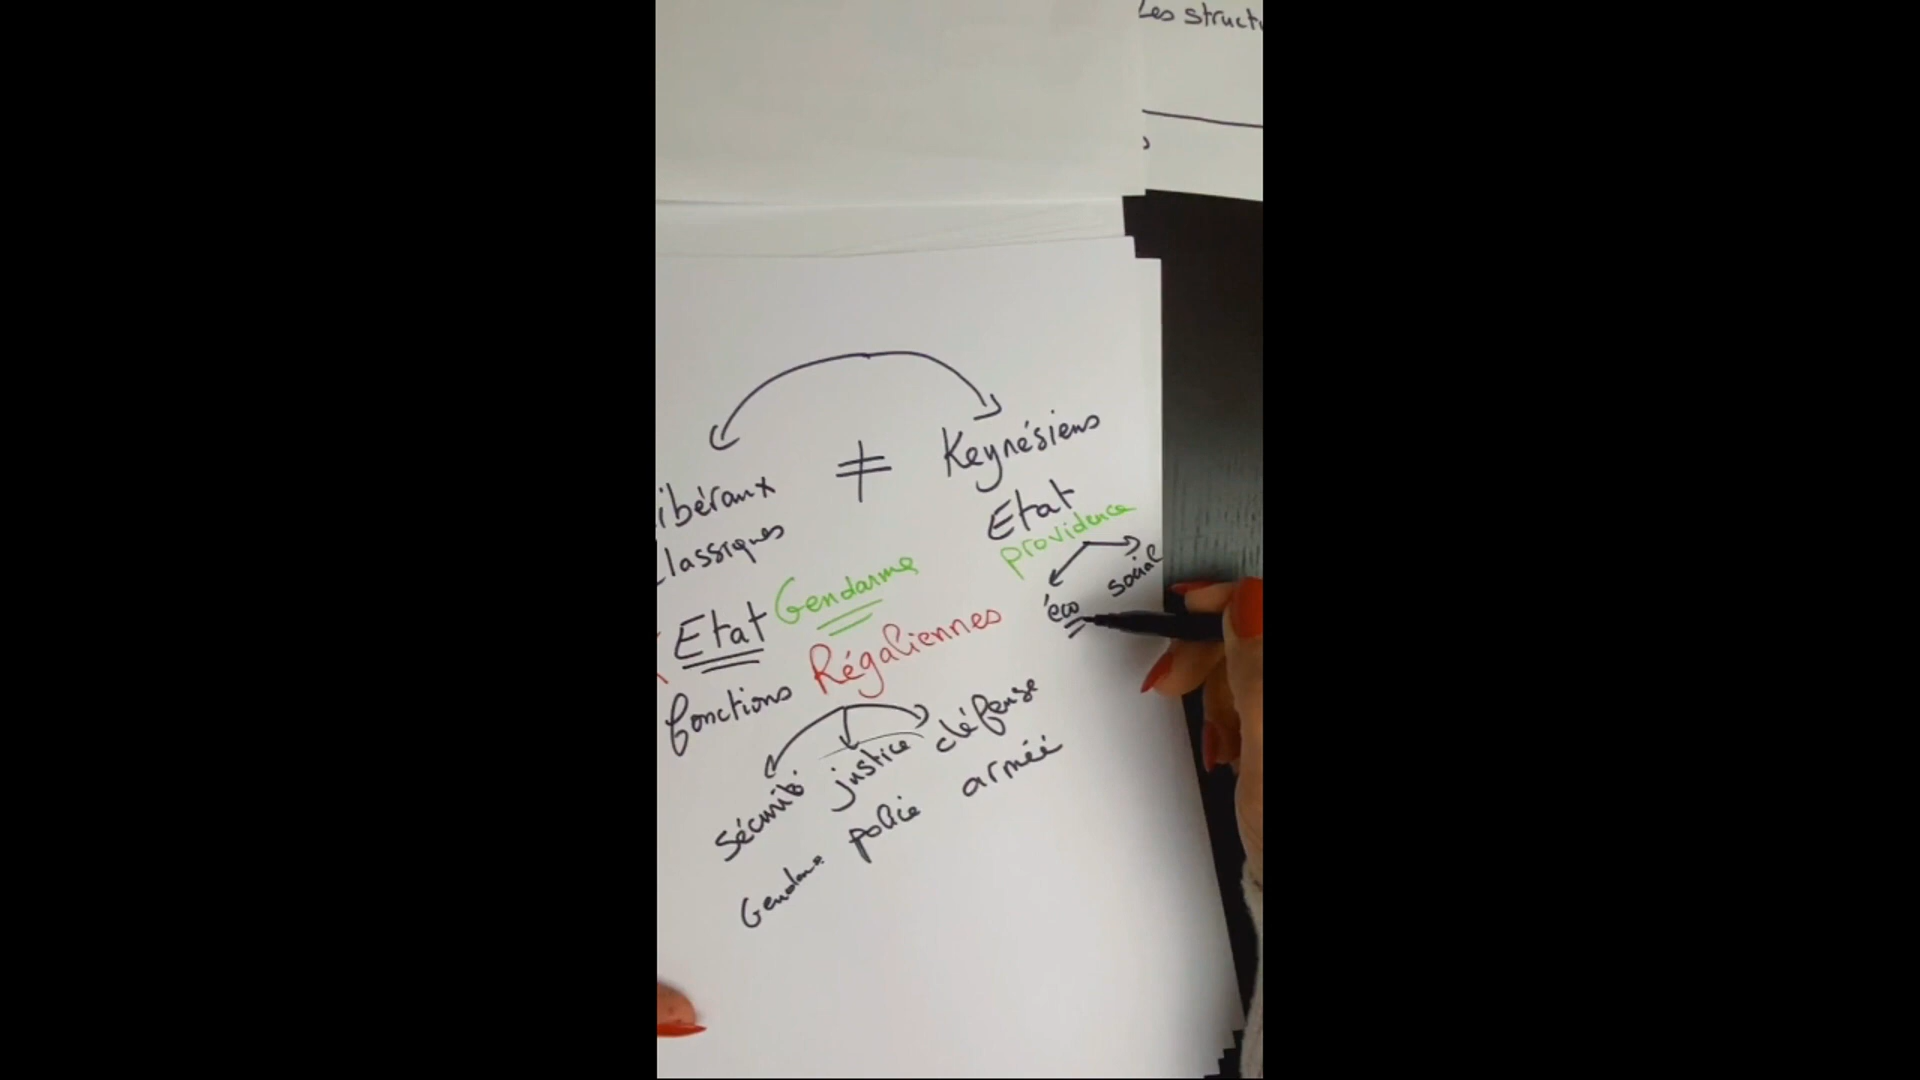 Les struct
ibéraux ≠ Keynésiens
lassiques
Etat
providence
éco social
Etat Gendarme
fonctions Régaliennes
sécurité justice défense
Gendarme police armée